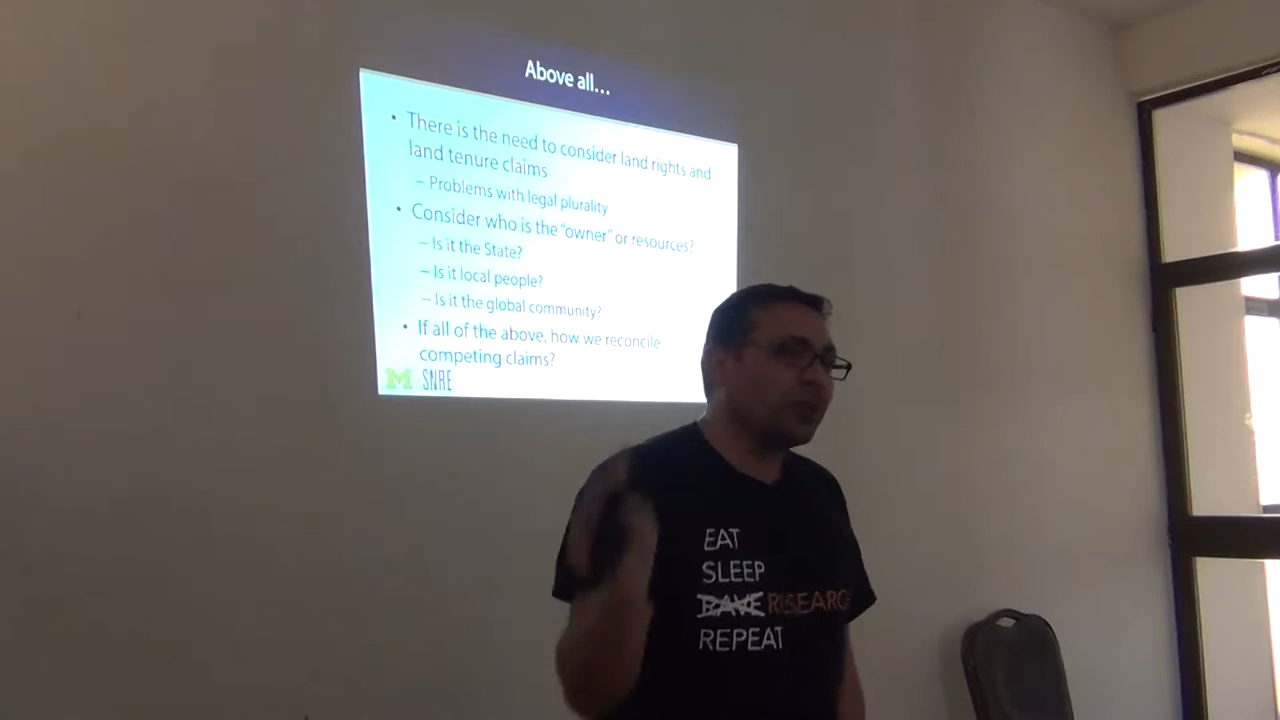 Above all...
• There is the need to consider land rights and
land tenure claims
– Problems with legal plurality
• Consider who is the "owner" or resources?
– Is it the State?
– Is it local people?
– Is it the global community?
• If all of the above, how we reconcile
competing claims?
M SNRE
EAT
SLEEP
RAVE RESEARC
REPEAT